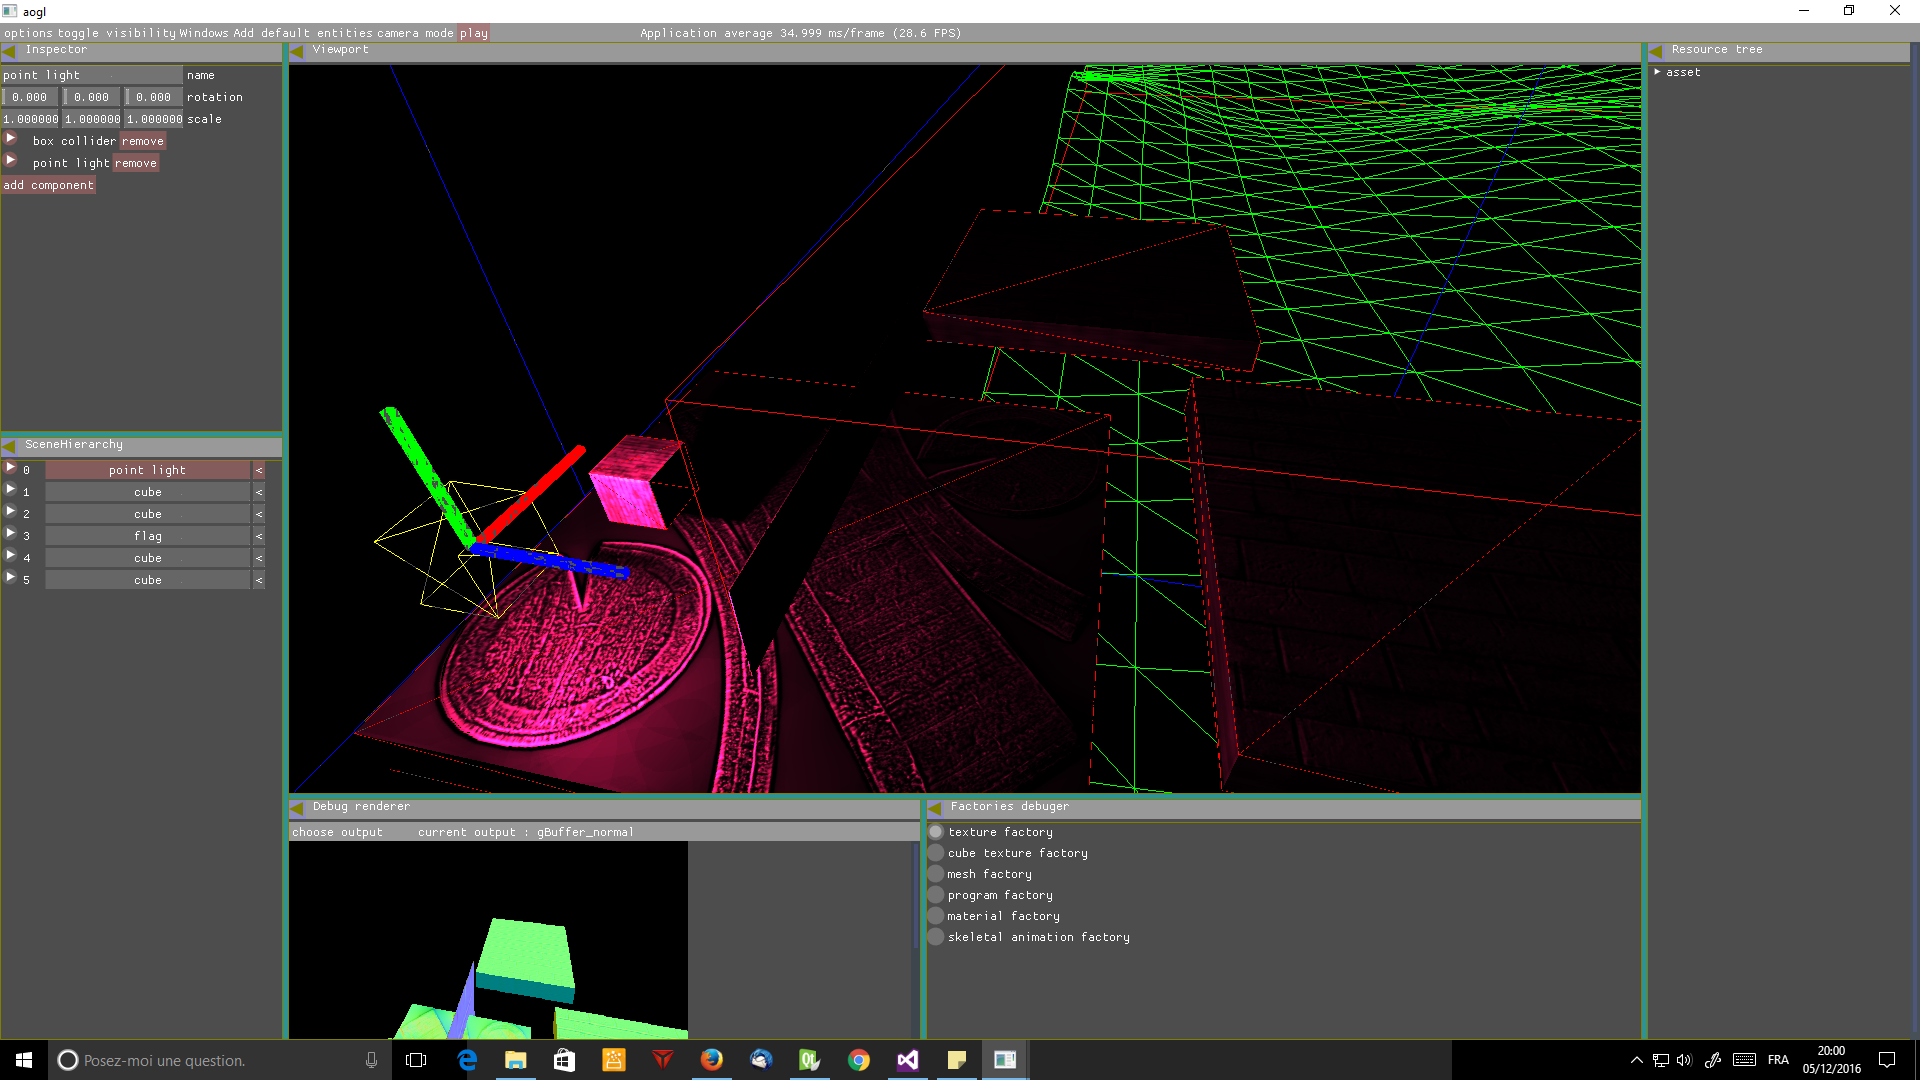 aogl
options toggle visibility Windows Add default entities camera mode play
Application average 34.999 ms/frame (28.6 FPS)
Inspector
point light name
0.000 0.000 0.000 rotation
1.000000 1.000000 1.000000 scale
box collider remove
point light remove
add component
SceneHierarchy
0 point light <
1 cube <
2 cube <
3 flag <
4 cube <
5 cube <
Viewport
Resource tree
asset
Debug renderer
choose output current output : gBuffer_normal
Factories debuger
texture factory
cube texture factory
mesh factory
program factory
material factory
skeletal animation factory
Posez-moi une question.
FRA
20:00
05/12/2016